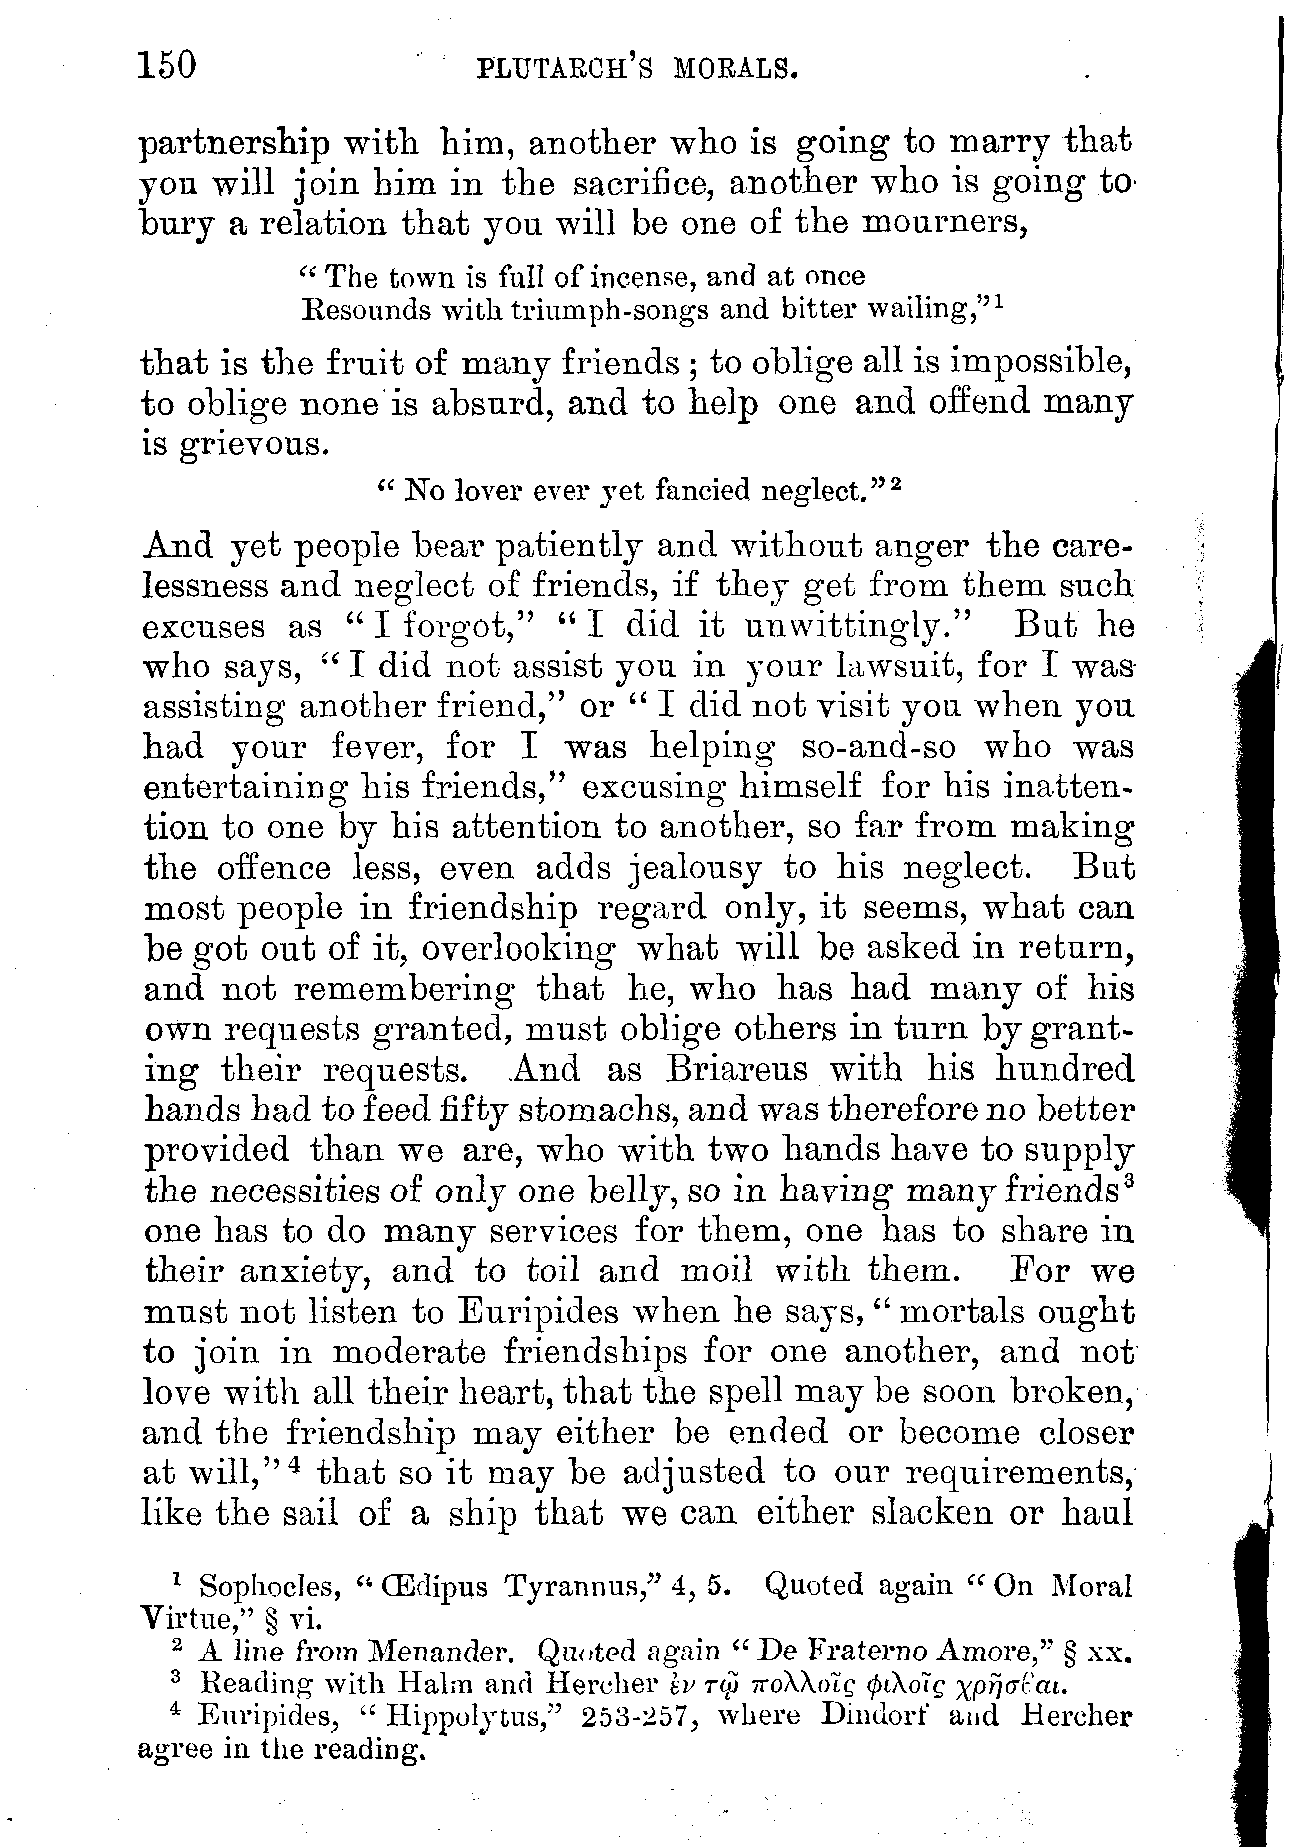 150 PLUTARCH'S MORALS.
partnership with him, another who is going to marry that
you will join him in the sacrifice, another who is going to
bury a relation that you will be one of the mourners,
"The town is full of incense, and at once
Resounds with triumph-songs and bitter wailing,"¹
that is the fruit of many friends; to oblige all is impossible,
to oblige none is absurd, and to help one and offend many
is grievous.
"No lover ever yet fancied neglect."²
And yet people bear patiently and without anger the care-
lessness and neglect of friends, if they get from them such
excuses as "I forgot," "I did it unwittingly." But he
who says, "I did not assist you in your lawsuit, for I was
assisting another friend," or "I did not visit you when you
had your fever, for I was helping so-and-so who was
entertaining his friends," excusing himself for his inatten-
tion to one by his attention to another, so far from making
the offence less, even adds jealousy to his neglect. But
most people in friendship regard only, it seems, what can
be got out of it, overlooking what will be asked in return,
and not remembering that he, who has had many of his
own requests granted, must oblige others in turn by grant-
ing their requests. And as Briareus with his hundred
hands had to feed fifty stomachs, and was therefore no better
provided than we are, who with two hands have to supply
the necessities of only one belly, so in having many friends³
one has to do many services for them, one has to share in
their anxiety, and to toil and moil with them. For we
must not listen to Euripides when he says, "mortals ought
to join in moderate friendships for one another, and not
love with all their heart, that the spell may be soon broken,
and the friendship may either be ended or become closer
at will,"⁴ that so it may be adjusted to our requirements,
like the sail of a ship that we can either slacken or haul
¹ Sophocles, "Œdipus Tyrannus," 4, 5. Quoted again "On Moral
Virtue," § vi.
² A line from Menander. Quoted again "De Fraterno Amore," § xx.
³ Reading with Halm and Hercher ἐν τῷ πολλοῖς φιλοῖς χρῆσθαι.
⁴ Euripides, "Hippolytus," 253-257, where Dindorf and Hercher
agree in the reading.